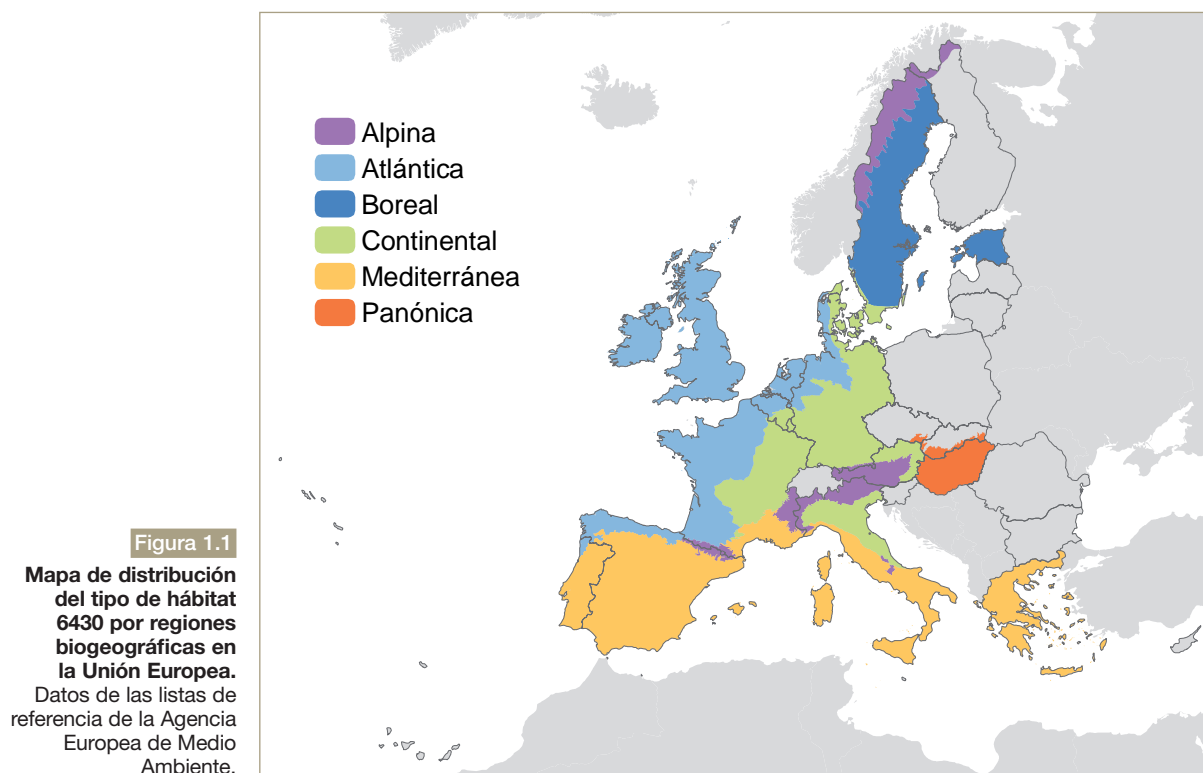 Alpina
Atlántica
Boreal
Continental
Mediterránea
Panónica
Figura 1.1
Mapa de distribución
del tipo de hábitat
6430 por regiones
biogeográficas en
la Unión Europea.
Datos de las listas de
referencia de la Agencia
Europea de Medio
Ambiente.